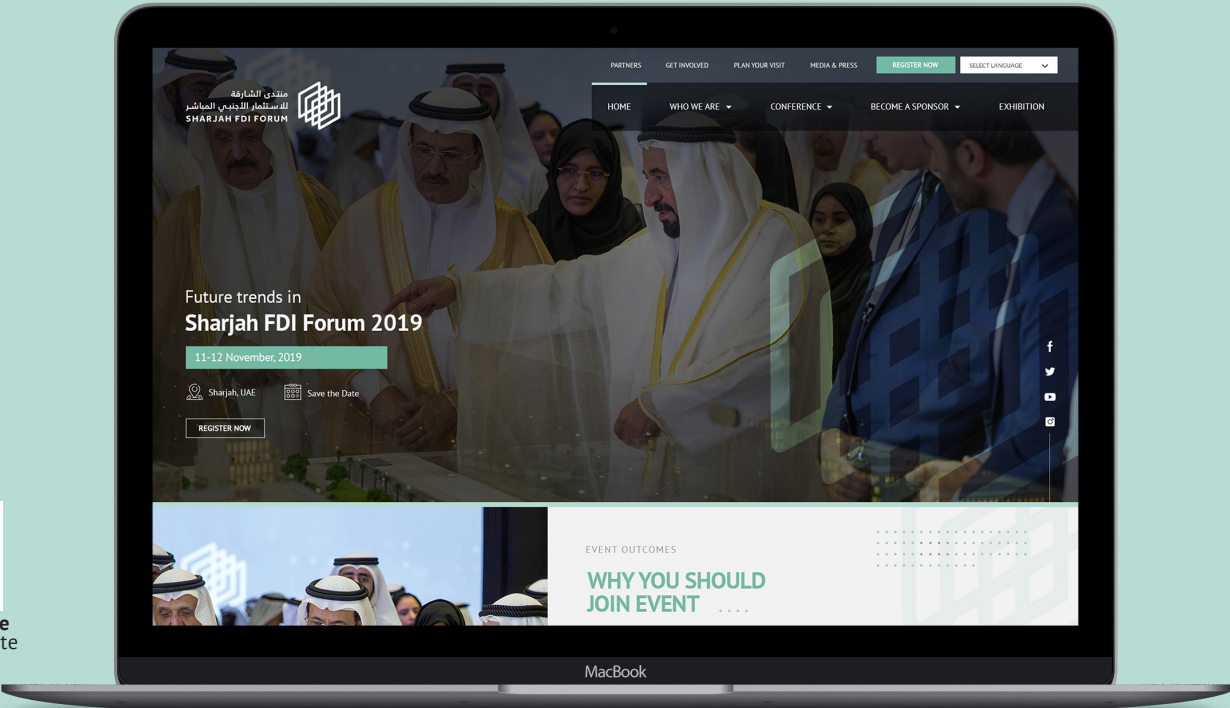 PARTNERS
GET INVOLVED
PLAN YOUR VISIT
MEDIA & PRESS
REGISTER NOW
SELECT LANGUAGE
منتدى الشارقة
للاستثمار الأجنبي المباشر
SHARJAH FDI FORUM
HOME
WHO WE ARE
CONFERENCE
BECOME A SPONSOR
EXHIBITION
Future trends in
Sharjah FDI Forum 2019
11-12 November, 2019
Sharjah, UAE
Save the Date
REGISTER NOW
EVENT OUTCOMES
WHY YOU SHOULD
JOIN EVENT
MacBook